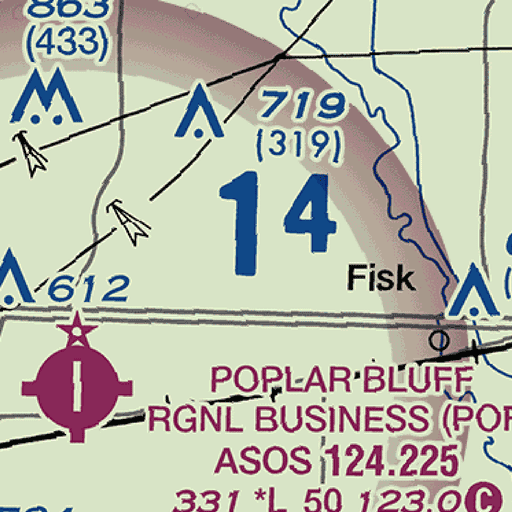 863
(433)
719
(319)
14
Fisk
612
POPLAR BLUFF
RGNL BUSINESS (POF
ASOS 124.225
331 *L 50 123.0 C